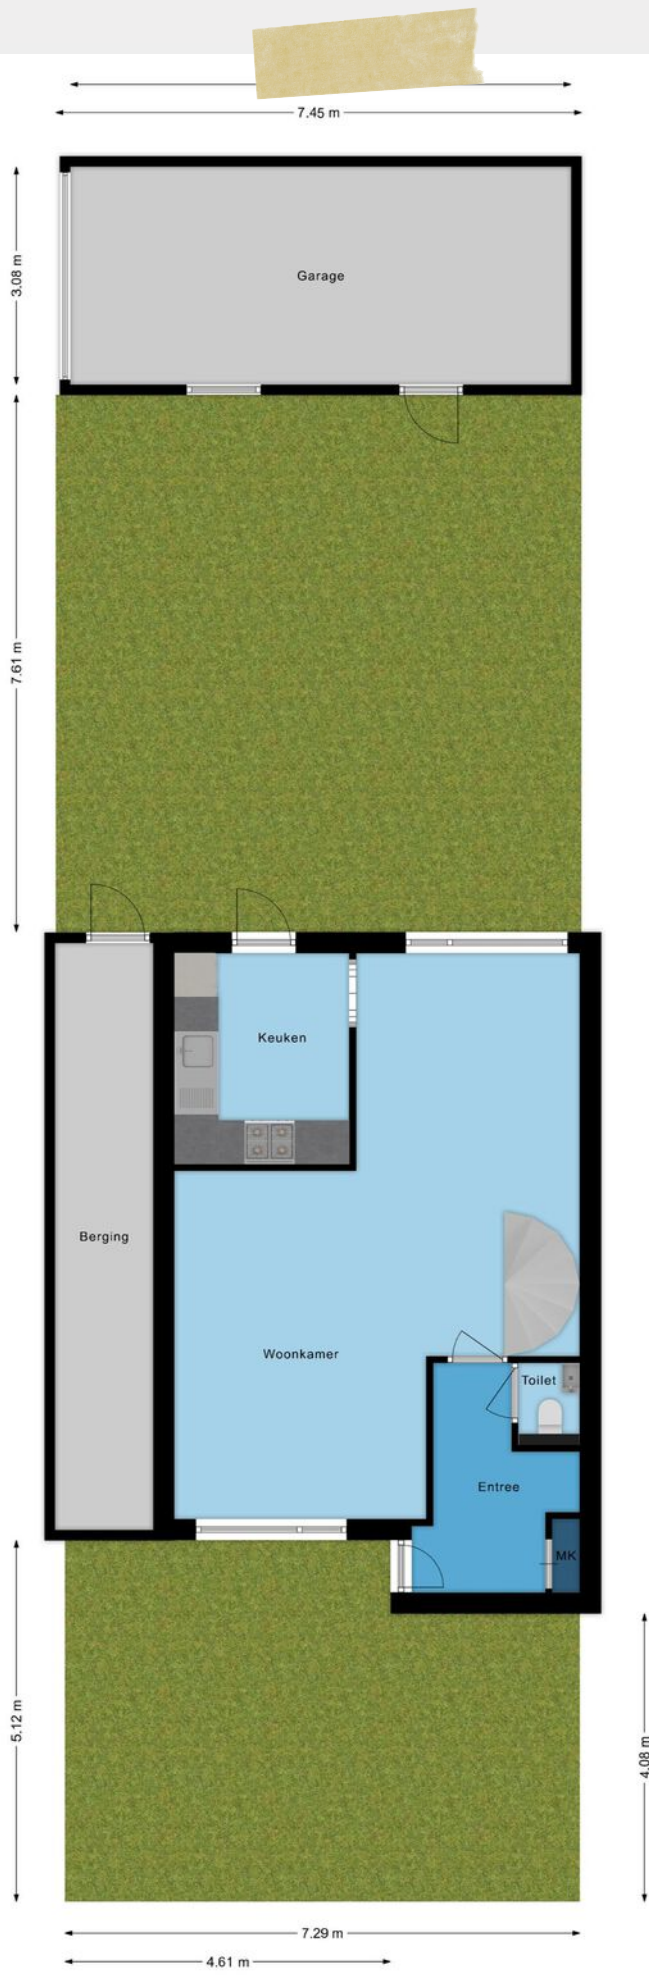 7.45 m
3.08 m
Garage
7.61 m
Keuken
Berging
Woonkamer
Toilet
Entree
MK
5.12 m
4.08 m
7.29 m
4.61 m